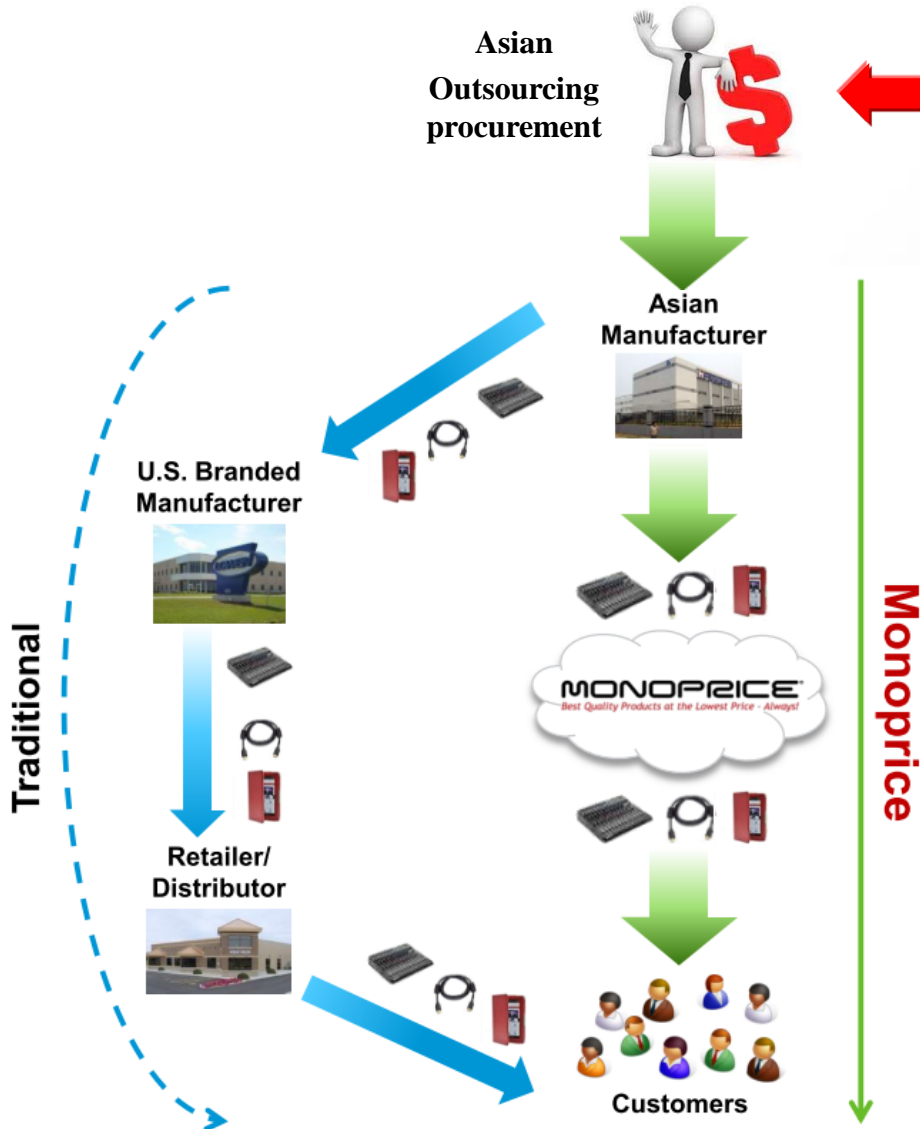 Asian
Outsourcing
procurement
Asian
Manufacturer
U.S. Branded
Manufacturer
Traditional
Monoprice
MONOPRICE®
Best Quality Products at the Lowest Price - Always!
Retailer/
Distributor
Customers